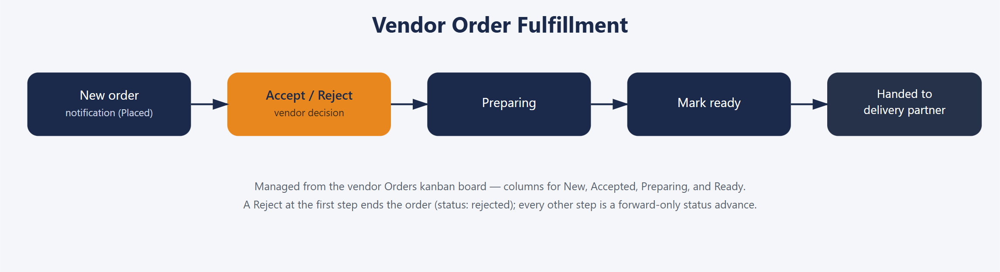 Vendor Order Fulfillment
New order
notification (Placed)
Accept / Reject
vendor decision
Preparing
Mark ready
Handed to
delivery partner
Managed from the vendor Orders kanban board — columns for New, Accepted, Preparing, and Ready.
A Reject at the first step ends the order (status: rejected); every other step is a forward-only status advance.